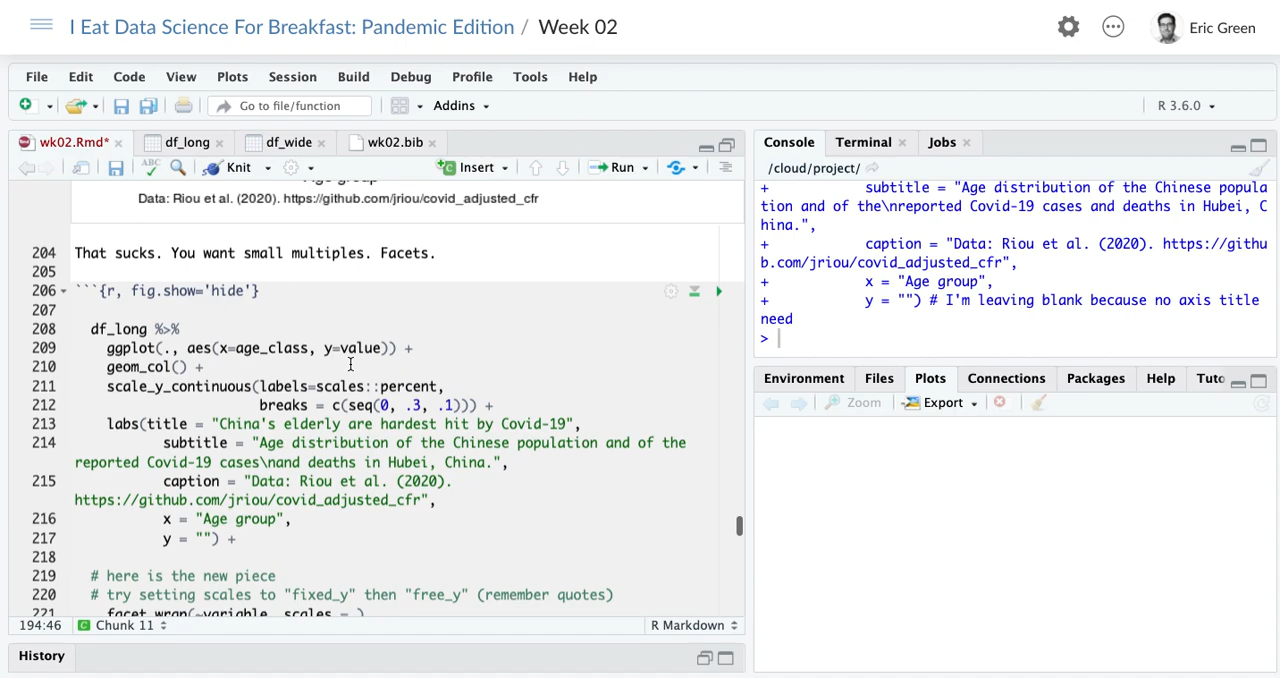 I Eat Data Science For Breakfast: Pandemic Edition / Week 02
Eric Green
File Edit Code View Plots Session Build Debug Profile Tools Help
Go to file/function Addins R 3.6.0
wk02.Rmd* df_long df_wide wk02.bib
ABC Knit Insert Run
Data: Riou et al. (2020). https://github.com/jriou/covid_adjusted_cfr
204 That sucks. You want small multiples. Facets.
205
206 ```{r, fig.show='hide'}
207
208 df_long %>%
209 ggplot(., aes(x=age_class, y=value)) +
210 geom_col() +
211 scale_y_continuous(labels=scales::percent,
212 breaks = c(seq(0, .3, .1))) +
213 labs(title = "China's elderly are hardest hit by Covid-19",
214 subtitle = "Age distribution of the Chinese population and of the
reported Covid-19 cases\nand deaths in Hubei, China.",
215 caption = "Data: Riou et al. (2020).
https://github.com/jriou/covid_adjusted_cfr",
216 x = "Age group",
217 y = "") +
218
219 # here is the new piece
220 # try setting scales to "fixed_y" then "free_y" (remember quotes)
221 facet_wrap(~variable, scales = )
194:46 Chunk 11 R Markdown
History
Console Terminal Jobs
/cloud/project/
+ subtitle = "Age distribution of the Chinese popula
tion and of the\nreported Covid-19 cases and deaths in Hubei, C
hina.",
+ caption = "Data: Riou et al. (2020). https://githu
b.com/jriou/covid_adjusted_cfr",
+ x = "Age group",
+ y = "") # I'm leaving blank because no axis title
need
>
Environment Files Plots Connections Packages Help Tuto
Zoom Export